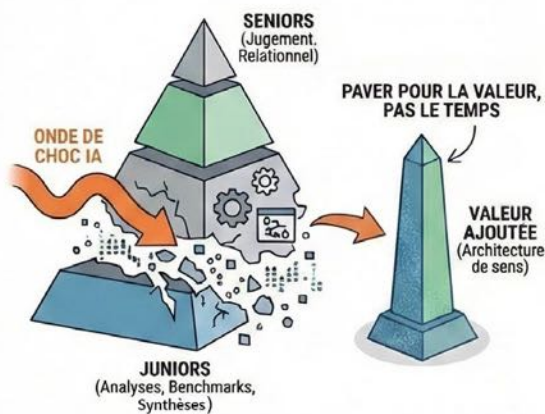 SENIORS
(Jugement.
Relationnel)
PAVER POUR LA VALEUR,
PAS LE TEMPS
ONDE DE
CHOC IA
VALEUR
AJOUTÉE
(Architecture
de sens)
JUNIORS
(Analyses, Benchmarks,
Synthèses)